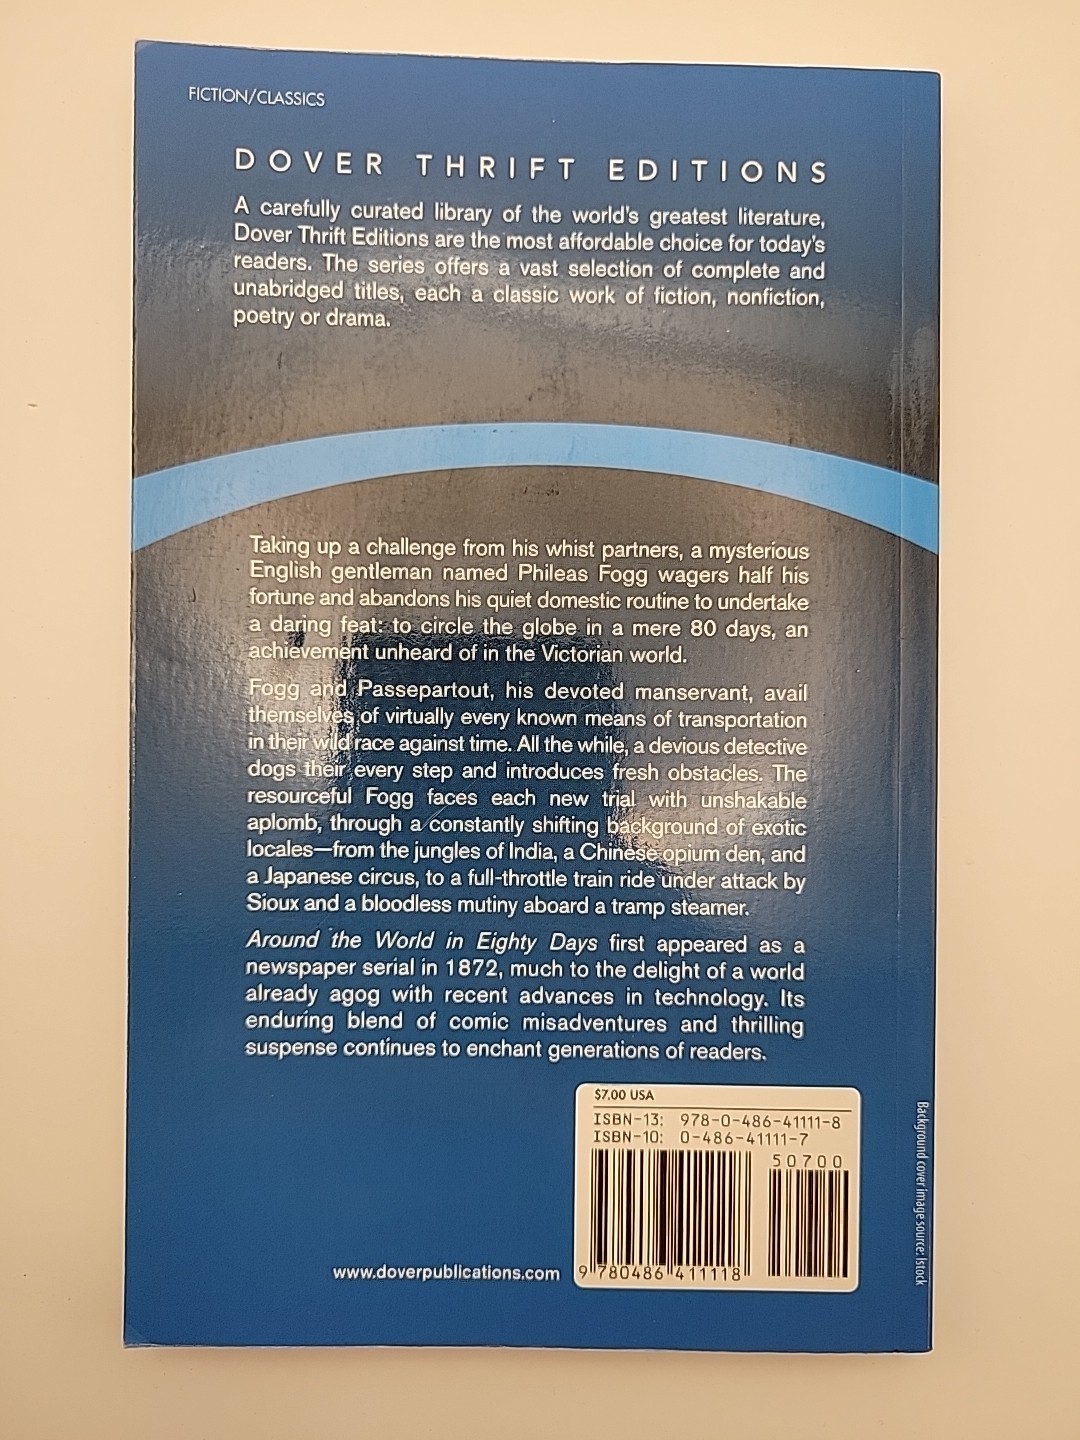 FICTION/CLASSICS
DOVER THRIFT EDITIONS
A carefully curated library of the world's greatest literature,
Dover Thrift Editions are the most affordable choice for today's
readers. The series offers a vast selection of complete and
unabridged titles, each a classic work of fiction, nonfiction,
poetry or drama.
Taking up a challenge from his whist partners, a mysterious
English gentleman named Phileas Fogg wagers half his
fortune and abandons his quiet domestic routine to undertake
a daring feat: to circle the globe in a mere 80 days, an
achievement unheard of in the Victorian world.
Fogg and Passepartout, his devoted manservant, avail
themselves of virtually every known means of transportation
in their wild race against time. All the while, a devious detective
dogs their every step and introduces fresh obstacles. The
resourceful Fogg faces each new trial with unshakable
aplomb, through a constantly shifting background of exotic
locales—from the jungles of India, a Chinese opium den, and
a Japanese circus, to a full-throttle train ride under attack by
Sioux and a bloodless mutiny aboard a tramp steamer.
Around the World in Eighty Days first appeared as a
newspaper serial in 1872, much to the delight of a world
already agog with recent advances in technology. Its
enduring blend of comic misadventures and thrilling
suspense continues to enchant generations of readers.
$7.00 USA
ISBN-13: 978-0-486-41111-8
ISBN-10: 0-486-41111-7
50700
9 780486 411118
www.doverpublications.com
Background cover image source: Istock